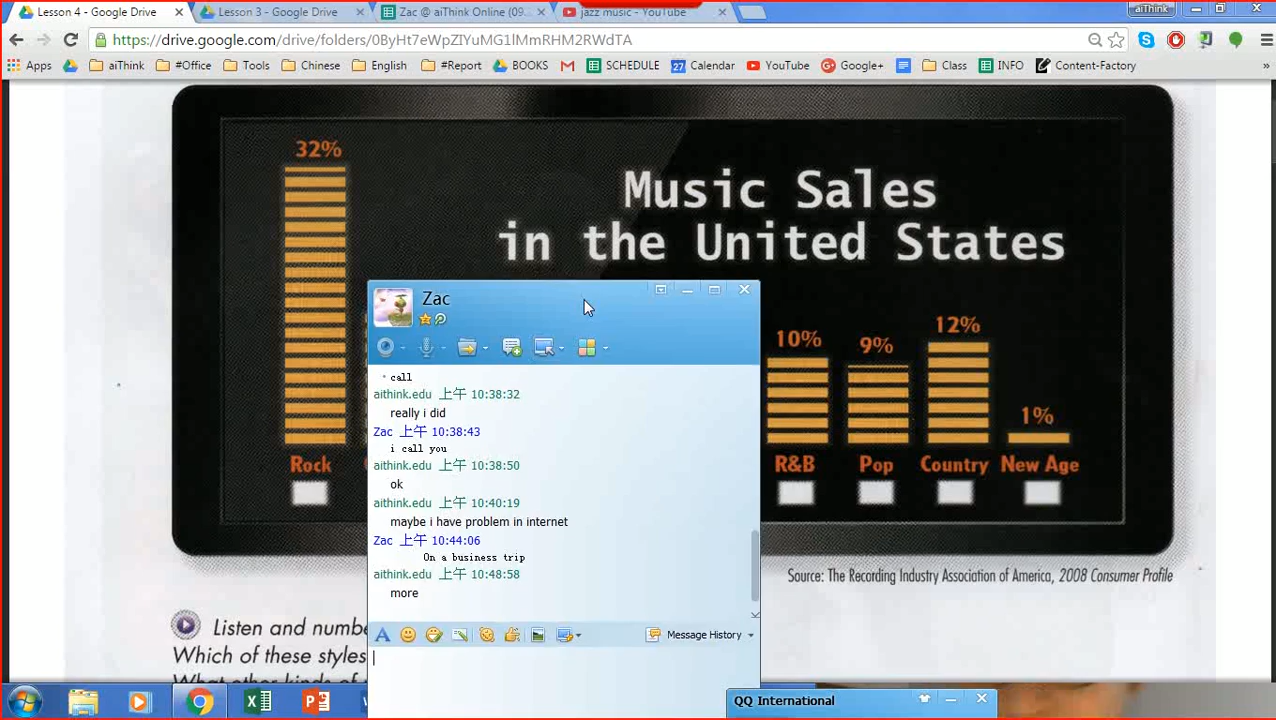 Lesson 4 - Google Drive
Lesson 3 - Google Drive
Zac @ aiThink Online (09.
jazz music - YouTube
aiThink
https://drive.google.com/drive/folders/0ByHt7eWpZIYuMG1lMmRHM2RWdTA
Apps
aiThink
#Office
Tools
Chinese
English
#Report
BOOKS
SCHEDULE
27
Calendar
YouTube
Google+
Class
INFO
Content-Factory
»
32%
Music Sales
in the United States
10%
9%
12%
1%
Rock
R&B
Pop
Country
New Age
Source: The Recording Industry Association of America, 2008 Consumer Profile
Listen and numbe
Which of these styles
What other kinds of
Zac
call
aithink.edu 上午 10:38:32
really i did
Zac 上午 10:38:43
i call you
aithink.edu 上午 10:38:50
ok
aithink.edu 上午 10:40:19
maybe i have problem in internet
Zac 上午 10:44:06
On a business trip
aithink.edu 上午 10:48:58
more
Message History
QQ International